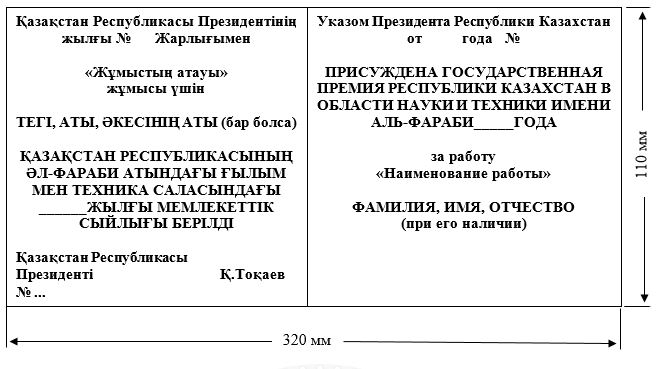 Қазақстан Республикасы Президентінің
жылғы № Жарлығымен
«Жұмыстың атауы»
жұмысы үшін
ТЕГІ, АТЫ, ӘКЕСІНІҢ АТЫ (бар болса)
ҚАЗАҚСТАН РЕСПУБЛИКАСЫНЫҢ
ӘЛ-ФАРАБИ АТЫНДАҒЫ ҒЫЛЫМ
МЕН ТЕХНИКА САЛАСЫНДАҒЫ
______ЖЫЛҒЫ МЕМЛЕКЕТТІК
СЫЙЛЫҒЫ БЕРІЛДІ
Қазақстан Республикасы
Президенті Қ.Тоқаев
№ ...
Указом Президента Республики Казахстан
от года №
ПРИСУЖДЕНА ГОСУДАРСТВЕННАЯ
ПРЕМИЯ РЕСПУБЛИКИ КАЗАХСТАН В
ОБЛАСТИ НАУКИ И ТЕХНИКИ ИМЕНИ
АЛЬ-ФАРАБИ_____ГОДА
за работу
«Наименование работы»
ФАМИЛИЯ, ИМЯ, ОТЧЕСТВО
(при его наличии)
110 мм
320 мм